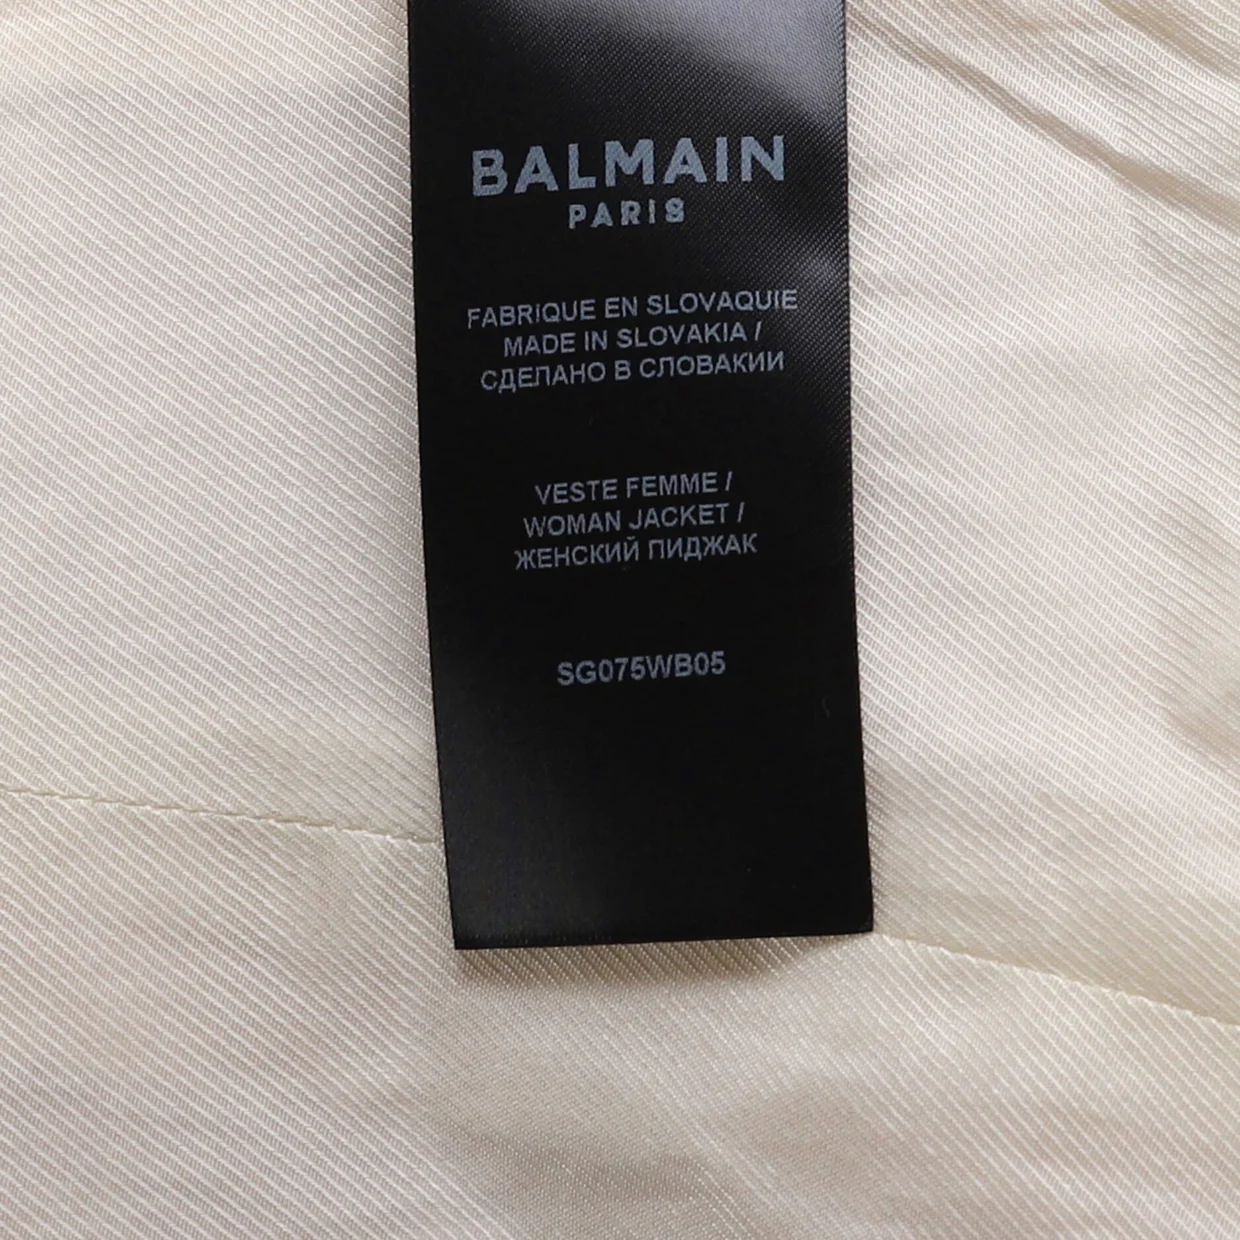 BALMAIN
PARIS
FABRIQUE EN SLOVAQUIE
MADE IN SLOVAKIA /
СДЕЛАНО В СЛОВАКИИ
VESTE FEMME /
WOMAN JACKET /
ЖЕНСКИЙ ПИДЖАК
SG075WB05